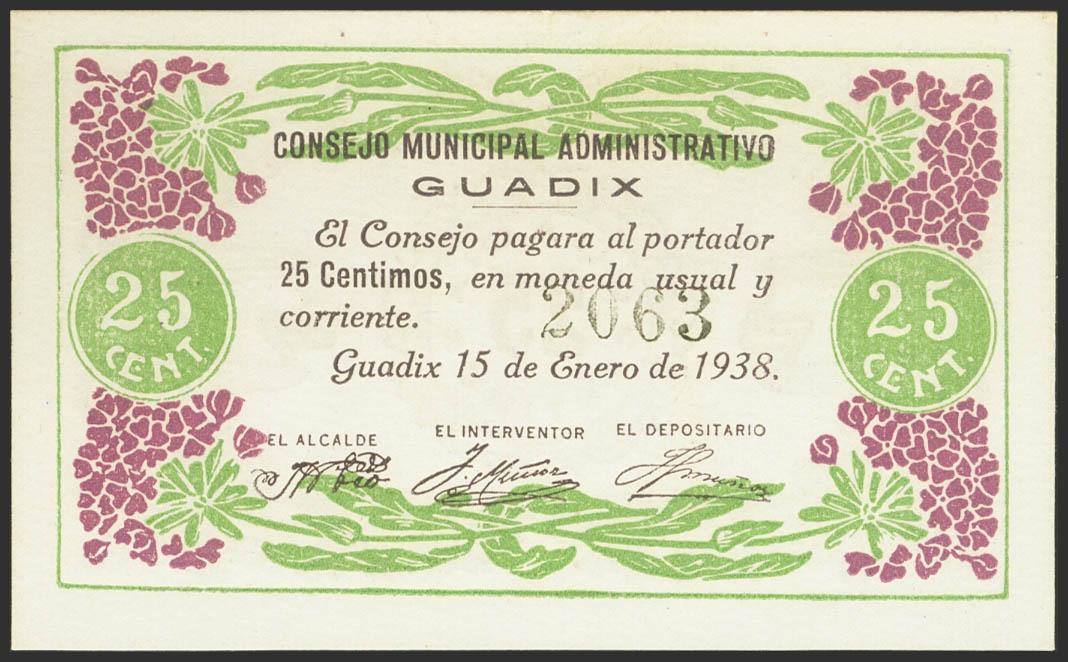 CONSEJO MUNICIPAL ADMINISTRATIVO
GUADIX
El Consejo pagara al portador
25 Centimos, en moneda usual y
corriente.
2063
Guadix 15 de Enero de 1938.
25
CENT.
25
CENT.
EL ALCALDE
EL INTERVENTOR
EL DEPOSITARIO